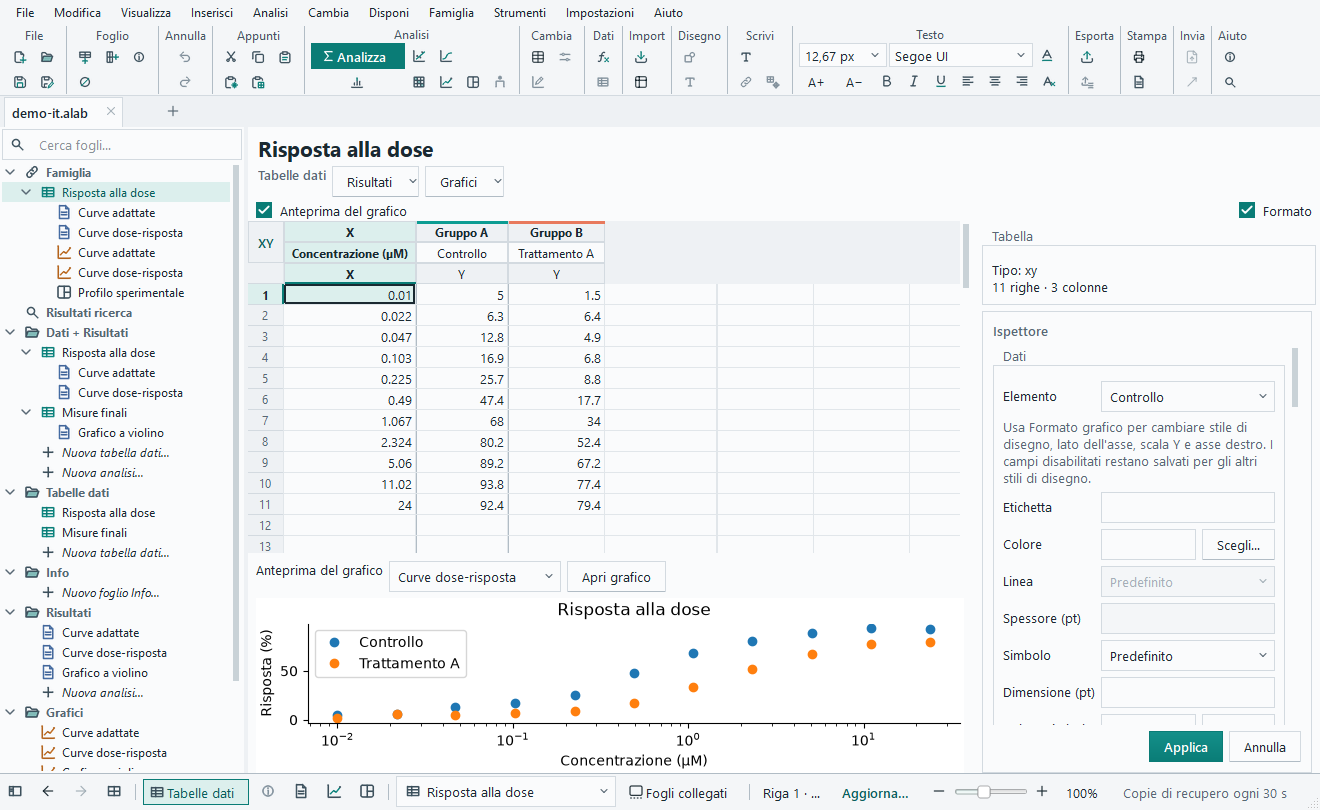 File Modifica Visualizza Inserisci Analisi Cambia Disponi Famiglia Strumenti Impostazioni Aiuto
File Foglio Annulla Appunti Analisi Cambia Dati Import Disegno Scrivi Testo Esporta Stampa Invia Aiuto
Σ Analizza
12,67 px Segoe UI
A+ A− B I U
demo-it.alab
Cerca fogli...
Famiglia
Risposta alla dose
Curve adattate
Curve dose-risposta
Curve adattate
Curve dose-risposta
Profilo sperimentale
Risultati ricerca
Dati + Risultati
Risposta alla dose
Curve adattate
Curve dose-risposta
Misure finali
Grafico a violino
Nuova tabella dati...
Nuova analisi...
Tabelle dati
Risposta alla dose
Misure finali
Nuova tabella dati...
Info
Nuovo foglio Info...
Risultati
Curve adattate
Curve dose-risposta
Grafico a violino
Nuova analisi...
Grafici
Curve adattate
Curve dose-risposta
Risposta alla dose
Tabelle dati Risultati Grafici
Anteprima del grafico
XY X Gruppo A Gruppo B
Concentrazione (µM) Controllo Trattamento A
X Y Y
1 0.01 5 1.5
2 0.022 6.3 6.4
3 0.047 12.8 4.9
4 0.103 16.9 6.8
5 0.225 25.7 8.8
6 0.49 47.4 17.7
7 1.067 68 34
8 2.324 80.2 52.4
9 5.06 89.2 67.2
10 11.02 93.8 77.4
11 24 92.4 79.4
12
13
Anteprima del grafico Curve dose-risposta Apri grafico
Risposta alla dose
Controllo
Trattamento A
Risposta (%)
50
0
10⁻² 10⁻¹ 10⁰ 10¹
Concentrazione (µM)
Formato
Tabella
Tipo: xy
11 righe · 3 colonne
Ispettore
Dati
Elemento Controllo
Usa Formato grafico per cambiare stile di
disegno, lato dell'asse, scala Y e asse destro. I
campi disabilitati restano salvati per gli altri
stili di disegno.
Etichetta
Colore Scegli...
Linea Predefinito
Spessore (pt)
Simbolo Predefinito
Dimensione (pt)
Applica Annulla
Tabelle dati Risposta alla dose Fogli collegati Riga 1 · ... Aggiorna... 100% Copie di recupero ogni 30 s